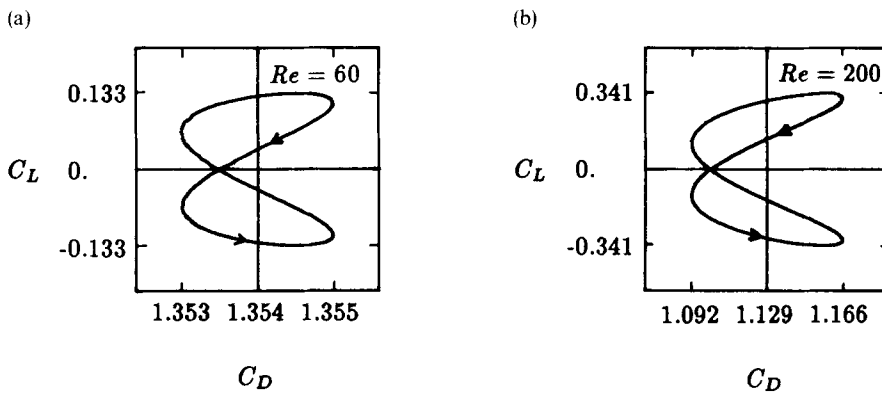 (a)
Re = 60
0.133
C_L 0.
-0.133
1.353 1.354 1.355
C_D
(b)
Re = 200
0.341
C_L 0.
-0.341
1.092 1.129 1.166
C_D